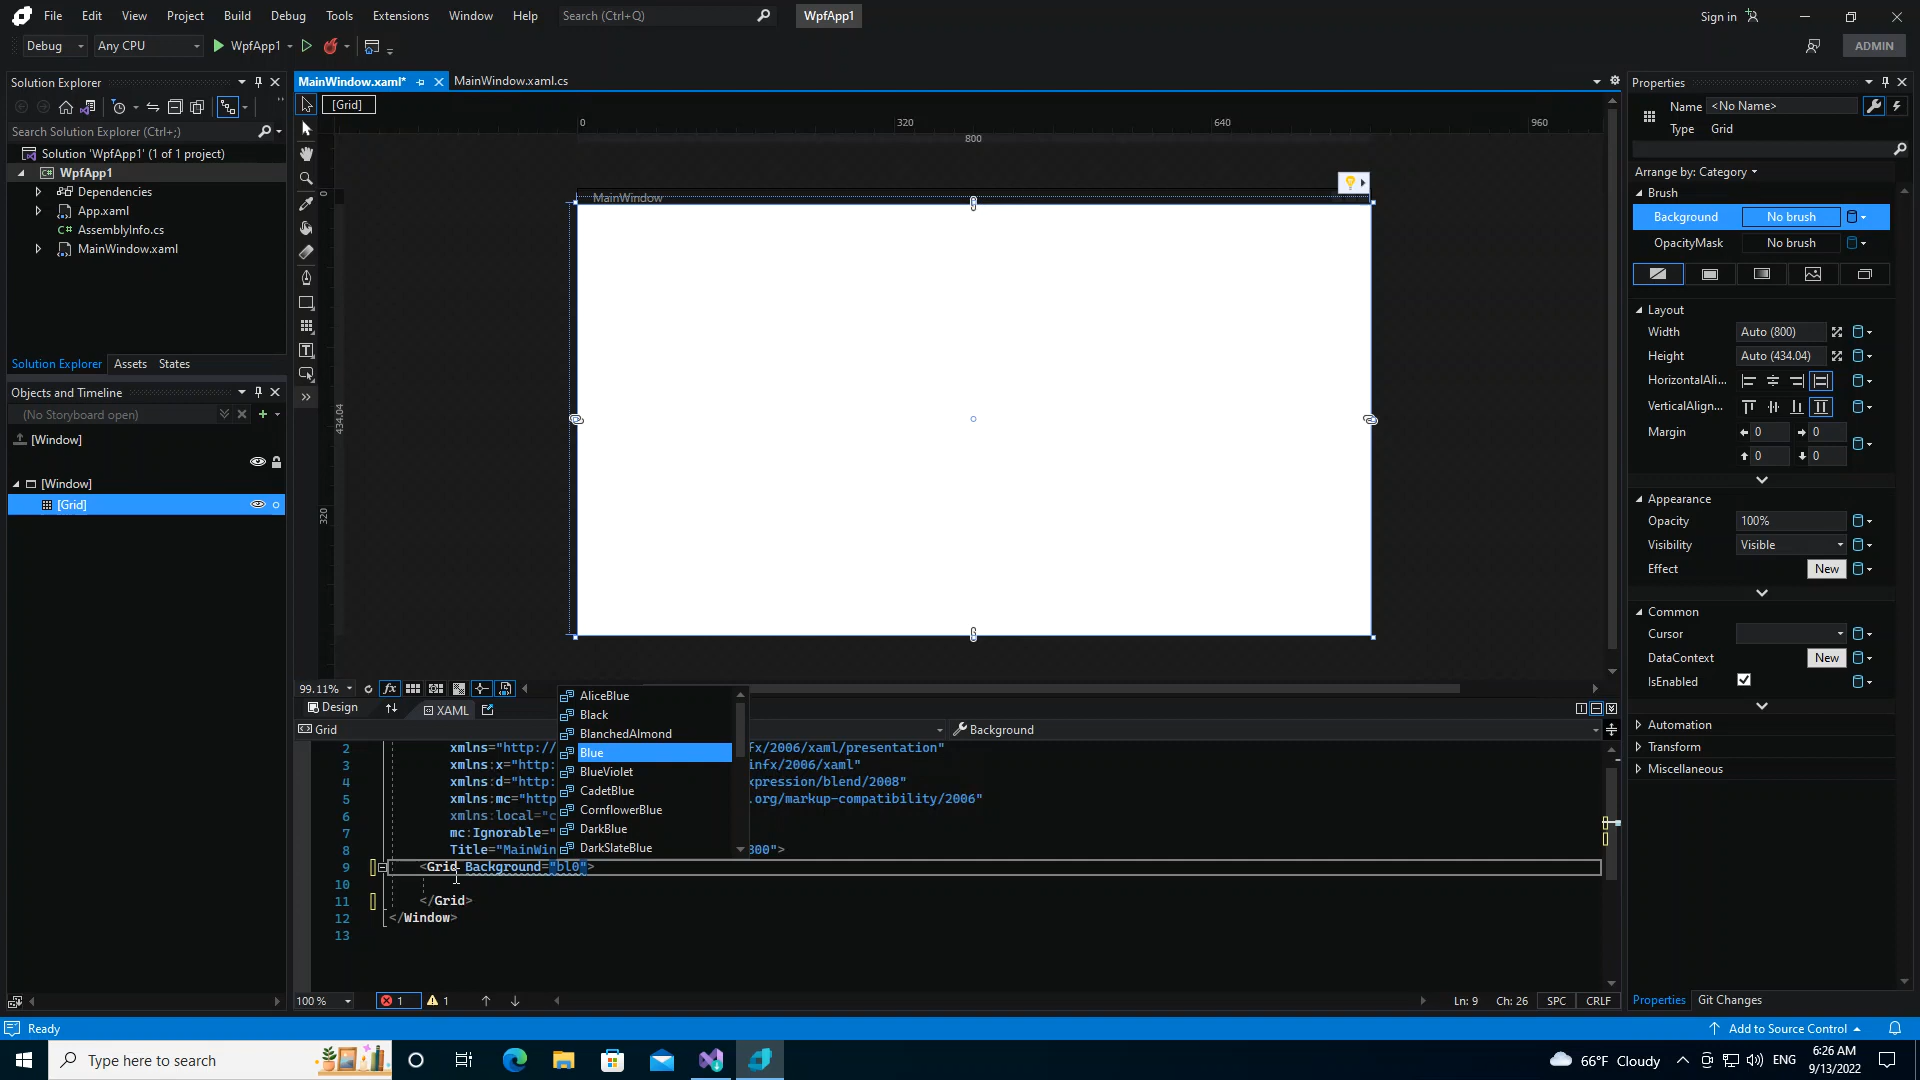 File Edit View Project Build Debug Tools Extensions Window Help Search (Ctrl+Q) WpfApp1 Sign in
Debug Any CPU WpfApp1 ADMIN
Solution Explorer
Search Solution Explorer (Ctrl+;)
Solution 'WpfApp1' (1 of 1 project)
WpfApp1
Dependencies
App.xaml
C# AssemblyInfo.cs
MainWindow.xaml
Solution Explorer Assets States
Objects and Timeline
(No Storyboard open)
[Window]
[Window]
[Grid]
MainWindow.xaml* MainWindow.xaml.cs
[Grid]
0 320 640 960
800
0
434.04
320
MainWindow
99.11%
Design XAML
Grid Background
AliceBlue
Black
BlanchedAlmond
Blue
BlueViolet
CadetBlue
CornflowerBlue
DarkBlue
DarkSlateBlue
2 xmlns="http:// fx/2006/xaml/presentation"
3 xmlns:x="http: infx/2006/xaml"
4 xmlns:d="http: xpression/blend/2008"
5 xmlns:mc="http .org/markup-compatibility/2006"
6 xmlns:local="c
7 mc:Ignorable="
8 Title="MainWin 800">
9 <Grid Background="bl0">
10
11 </Grid>
12 </Window>
13
100 % 1 1 Ln: 9 Ch: 26 SPC CRLF
Properties
Name <No Name>
Type Grid
Arrange by: Category
Brush
Background No brush
OpacityMask No brush
Layout
Width Auto (800)
Height Auto (434.04)
HorizontalAli...
VerticalAlign...
Margin 0 0
0 0
Appearance
Opacity 100%
Visibility Visible
Effect New
Common
Cursor
DataContext New
IsEnabled
Automation
Transform
Miscellaneous
Properties Git Changes
Ready Add to Source Control
Type here to search 66°F Cloudy ENG 6:26 AM
9/13/2022